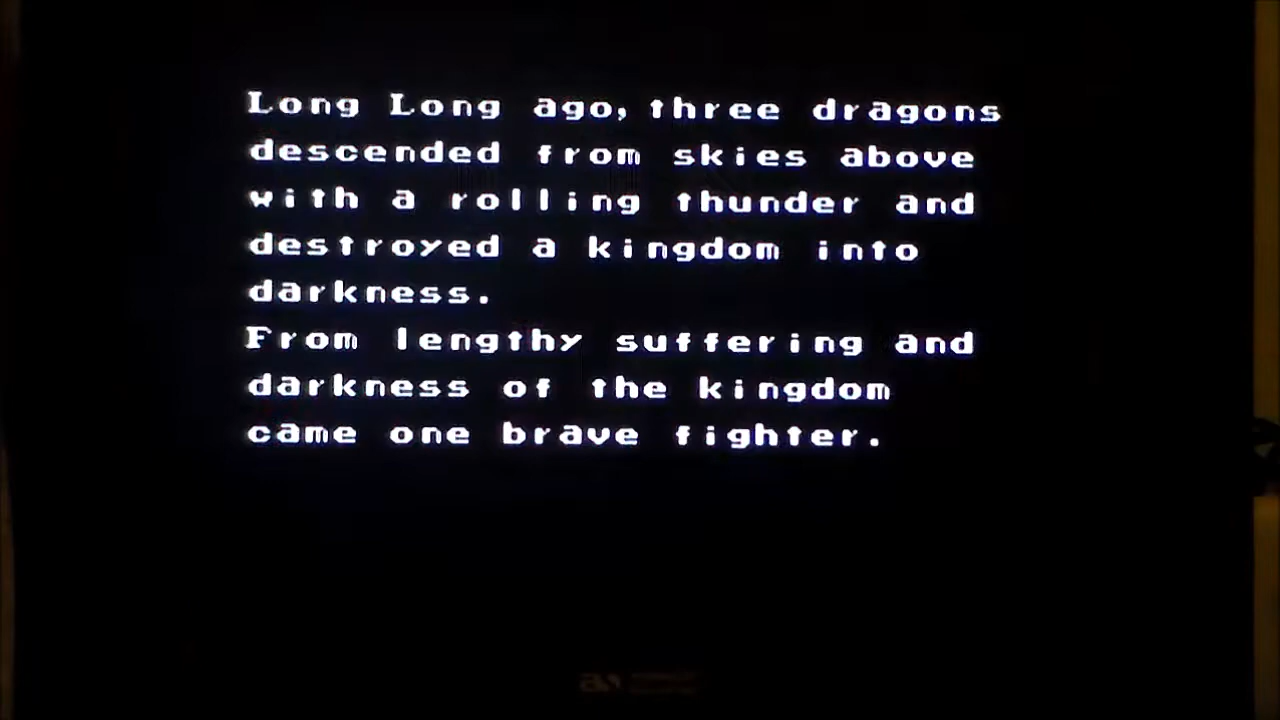 Long Long ago, three dragons
descended from skies above
with a rolling thunder and
destroyed a kingdom into
darkness.
From lengthy suffering and
darkness of the kingdom
came one brave fighter.